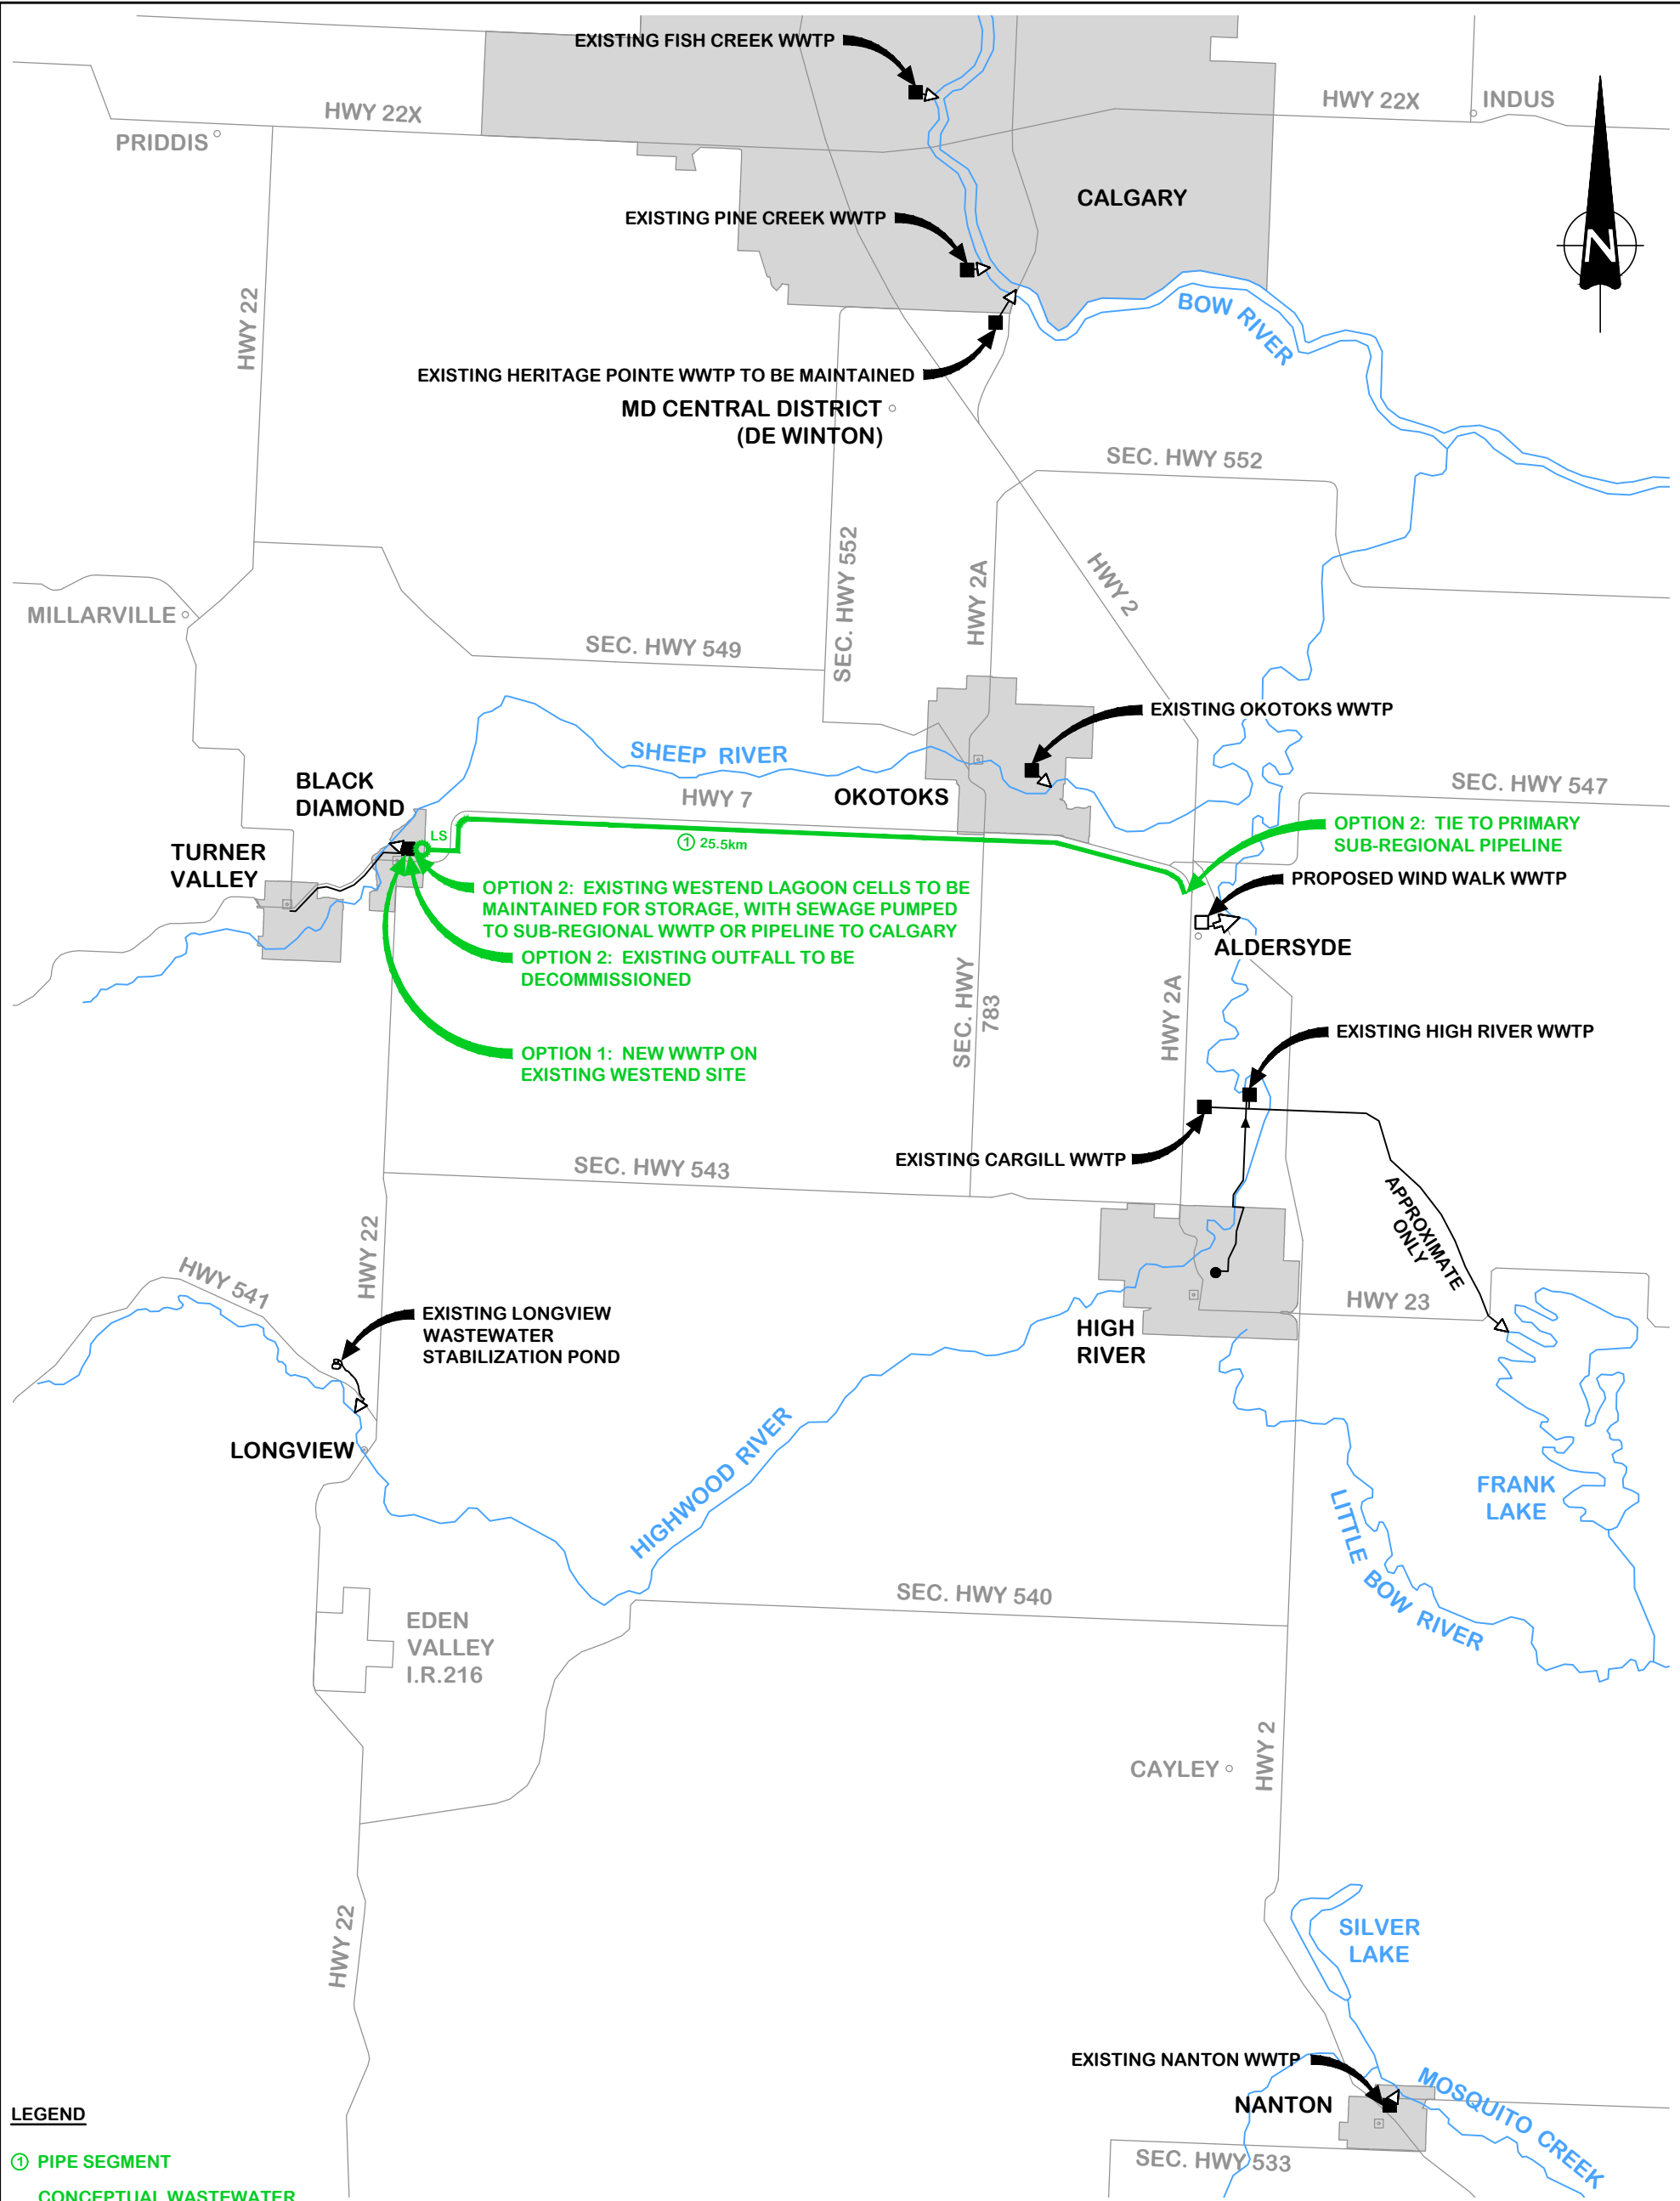 EXISTING FISH CREEK WWTP
HWY 22X
HWY 22X
INDUS
PRIDDIS
CALGARY
N
EXISTING PINE CREEK WWTP
HWY 22
BOW RIVER
EXISTING HERITAGE POINTE WWTP TO BE MAINTAINED
MD CENTRAL DISTRICT
(DE WINTON)
SEC. HWY 552
SEC. HWY 552
HWY 2A
HWY 2
MILLARVILLE
SEC. HWY 549
EXISTING OKOTOKS WWTP
SHEEP RIVER
BLACK
DIAMOND
HWY 7
OKOTOKS
SEC. HWY 547
LS
1 25.5km
OPTION 2: TIE TO PRIMARY
SUB-REGIONAL PIPELINE
TURNER
VALLEY
OPTION 2: EXISTING WESTEND LAGOON CELLS TO BE
MAINTAINED FOR STORAGE, WITH SEWAGE PUMPED
TO SUB-REGIONAL WWTP OR PIPELINE TO CALGARY
PROPOSED WIND WALK WWTP
ALDERSYDE
OPTION 2: EXISTING OUTFALL TO BE
DECOMMISSIONED
SEC. HWY
783
HWY 2A
EXISTING HIGH RIVER WWTP
OPTION 1: NEW WWTP ON
EXISTING WESTEND SITE
EXISTING CARGILL WWTP
SEC. HWY 543
APPROXIMATE
ONLY
HWY 22
HWY 541
HWY 23
EXISTING LONGVIEW
WASTEWATER
STABILIZATION POND
HIGH
RIVER
LONGVIEW
HIGHWOOD RIVER
FRANK
LAKE
LITTLE BOW RIVER
SEC. HWY 540
EDEN
VALLEY
I.R.216
CAYLEY
HWY 2
HWY 22
SILVER
LAKE
EXISTING NANTON WWTP
NANTON
MOSQUITO CREEK
SEC. HWY 533
LEGEND
1 PIPE SEGMENT
CONCEPTUAL WASTEWATER